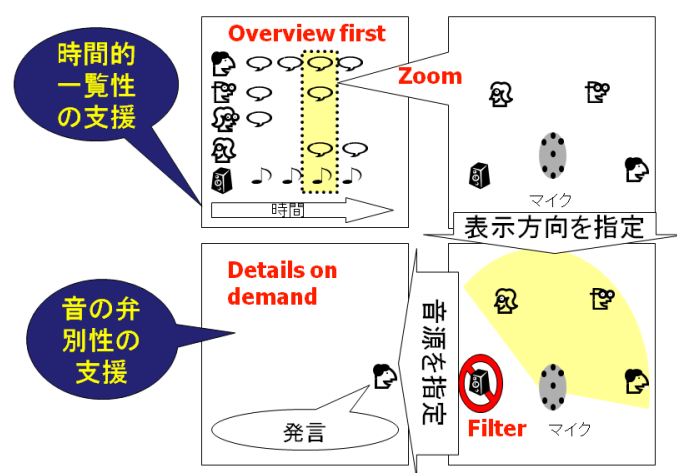 時間的
一覧性
の支援
Overview first
時間
Zoom
マイク
表示方向を指定
音の弁
別性の
支援
Details on
demand
発言
音源を指定
Filter
マイク